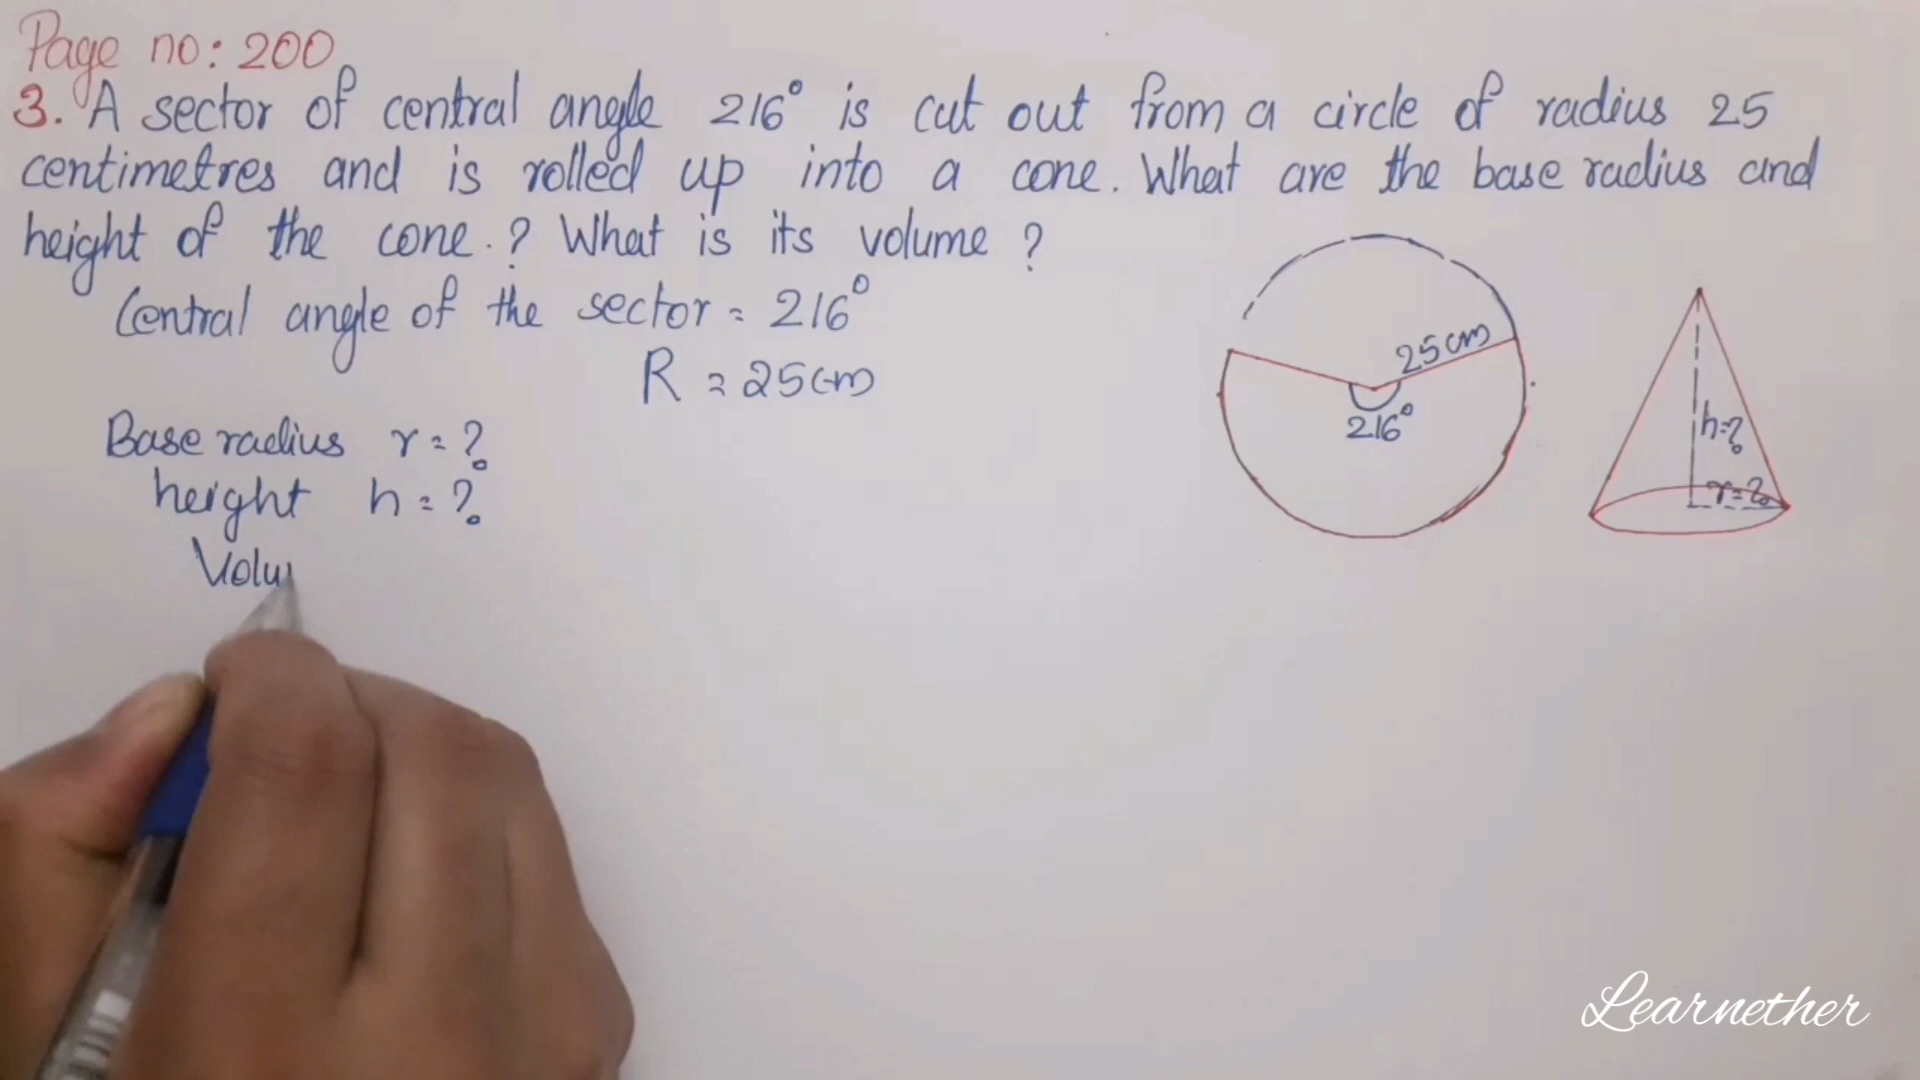 Page no: 200
3. A sector of central angle 216° is cut out from a circle of radius 25
centimetres and is rolled up into a cone. What are the base radius and
height of the cone.? What is its volume?
Central angle of the sector = 216°
R = 25cm
Base radius r = ?
height h = ?
Volu
25cm
216°
h=?
r=?
Learnether